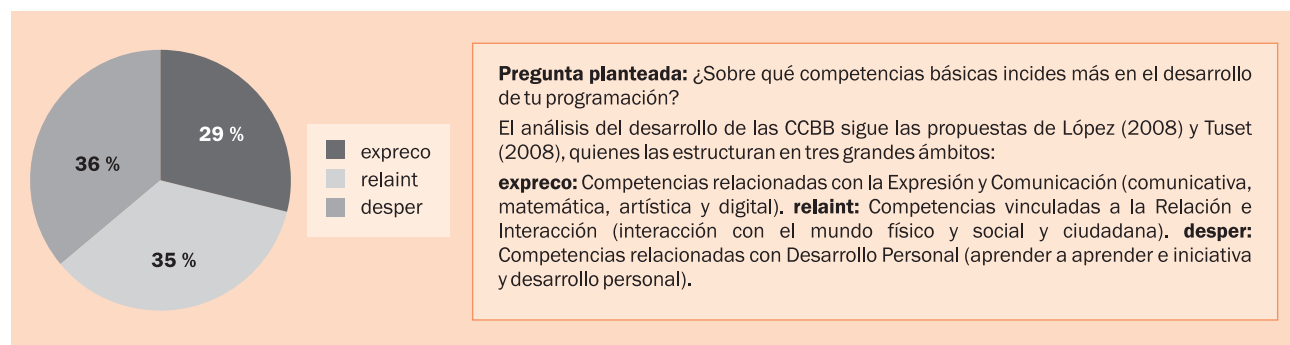 29 %
36 %
35 %
expreco
relaint
desper
Pregunta planteada: ¿Sobre qué competencias básicas incides más en el desarrollo
de tu programación?
El análisis del desarrollo de las CCBB sigue las propuestas de López (2008) y Tuset
(2008), quienes las estructuran en tres grandes ámbitos:
expreco: Competencias relacionadas con la Expresión y Comunicación (comunicativa,
matemática, artística y digital). relaint: Competencias vinculadas a la Relación e
Interacción (interacción con el mundo físico y social y ciudadana). desper:
Competencias relacionadas con Desarrollo Personal (aprender a aprender e iniciativa
y desarrollo personal).